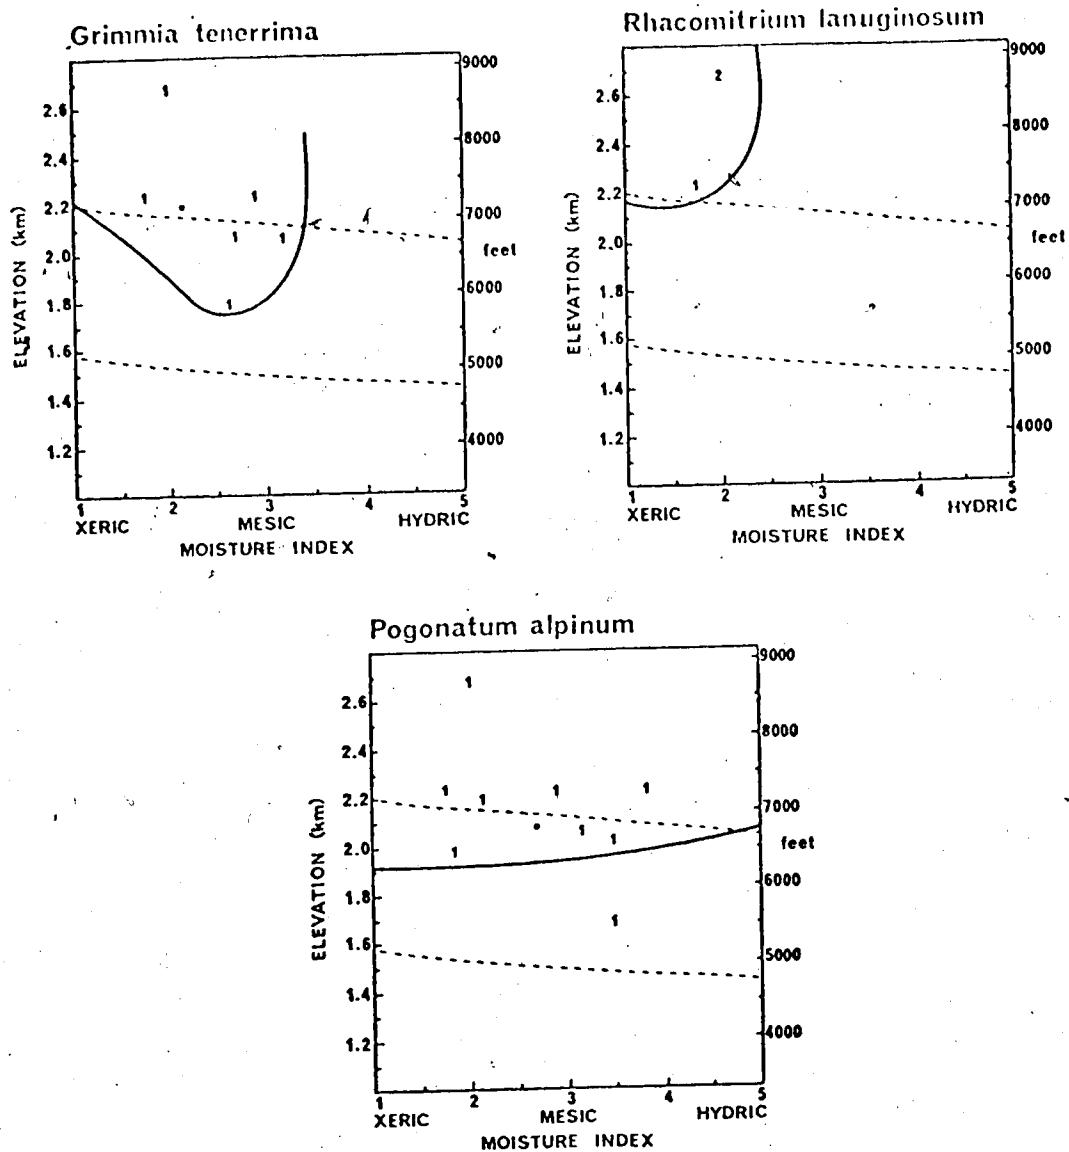 Grimmia tenerrima
ELEVATION (km)
2.6
2.4
2.2
2.0
1.8
1.6
1.4
1.2
1
1
1
1
1
1
9000
8000
7000
feet
6000
5000
4000
1 2 3 4 5
XERIC MESIC HYDRIC
MOISTURE INDEX
Rhacomitrium lanuginosum
ELEVATION (km)
2.6
2.4
2.2
2.0
1.8
1.6
1.4
1.2
2
1
9000
8000
7000
feet
6000
5000
4000
1 2 3 4 5
XERIC MESIC HYDRIC
MOISTURE INDEX
Pogonatum alpinum
ELEVATION (km)
2.6
2.4
2.2
2.0
1.8
1.6
1.4
1.2
1
1 1 1 1
1 1
1
1
9000
8000
7000
feet
6000
5000
4000
1 2 3 4 5
XERIC MESIC HYDRIC
MOISTURE INDEX